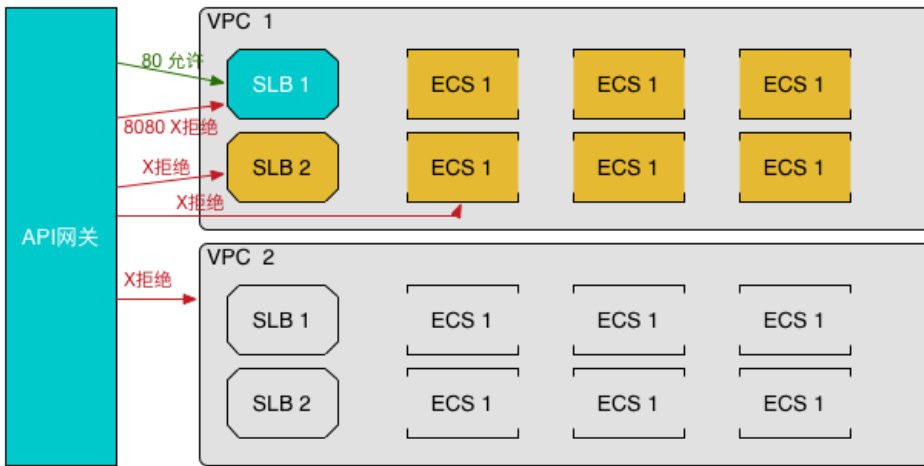 VPC 1
80 允许
SLB 1
ECS 1
ECS 1
ECS 1
8080 X拒绝
X拒绝
SLB 2
ECS 1
ECS 1
ECS 1
X拒绝
API网关
VPC 2
X拒绝
SLB 1
ECS 1
ECS 1
ECS 1
SLB 2
ECS 1
ECS 1
ECS 1